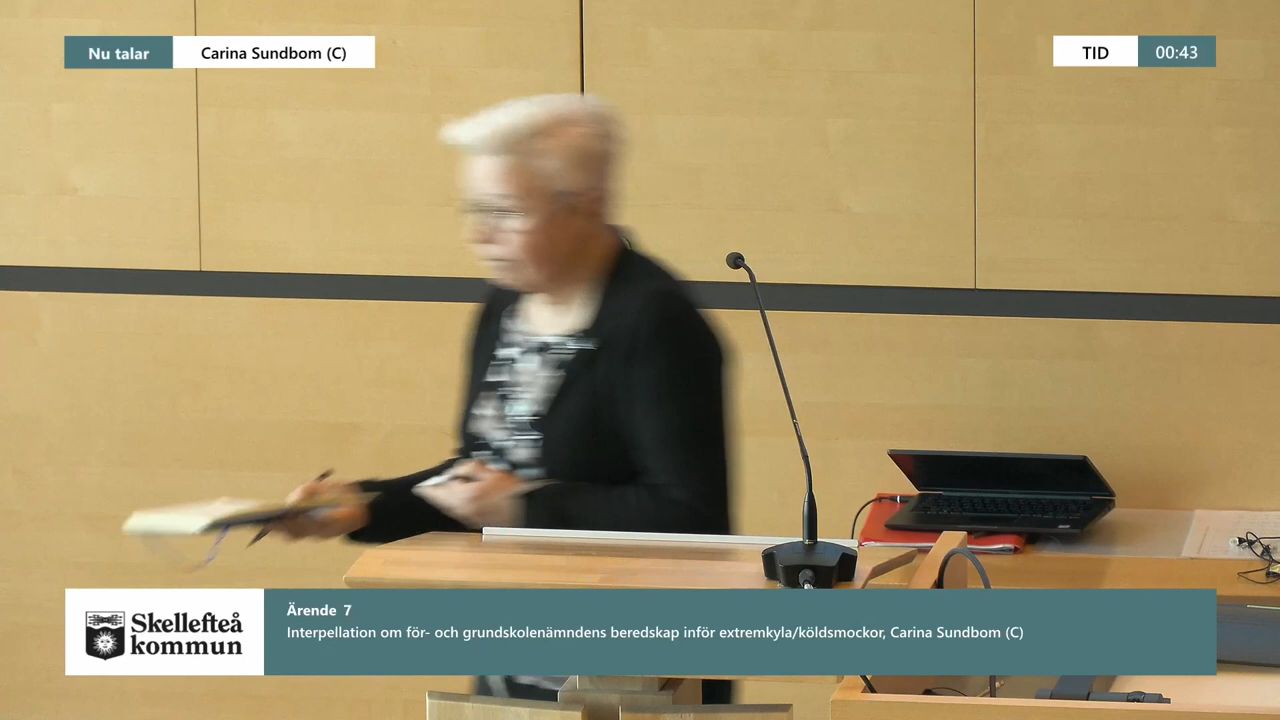 Nu talar
Carina Sundbom (C)
TID
00:43
Skellefteå
kommun
Ärende 7
Interpellation om för- och grundskolenämndens beredskap inför extremkyla/köldsmockor, Carina Sundbom (C)